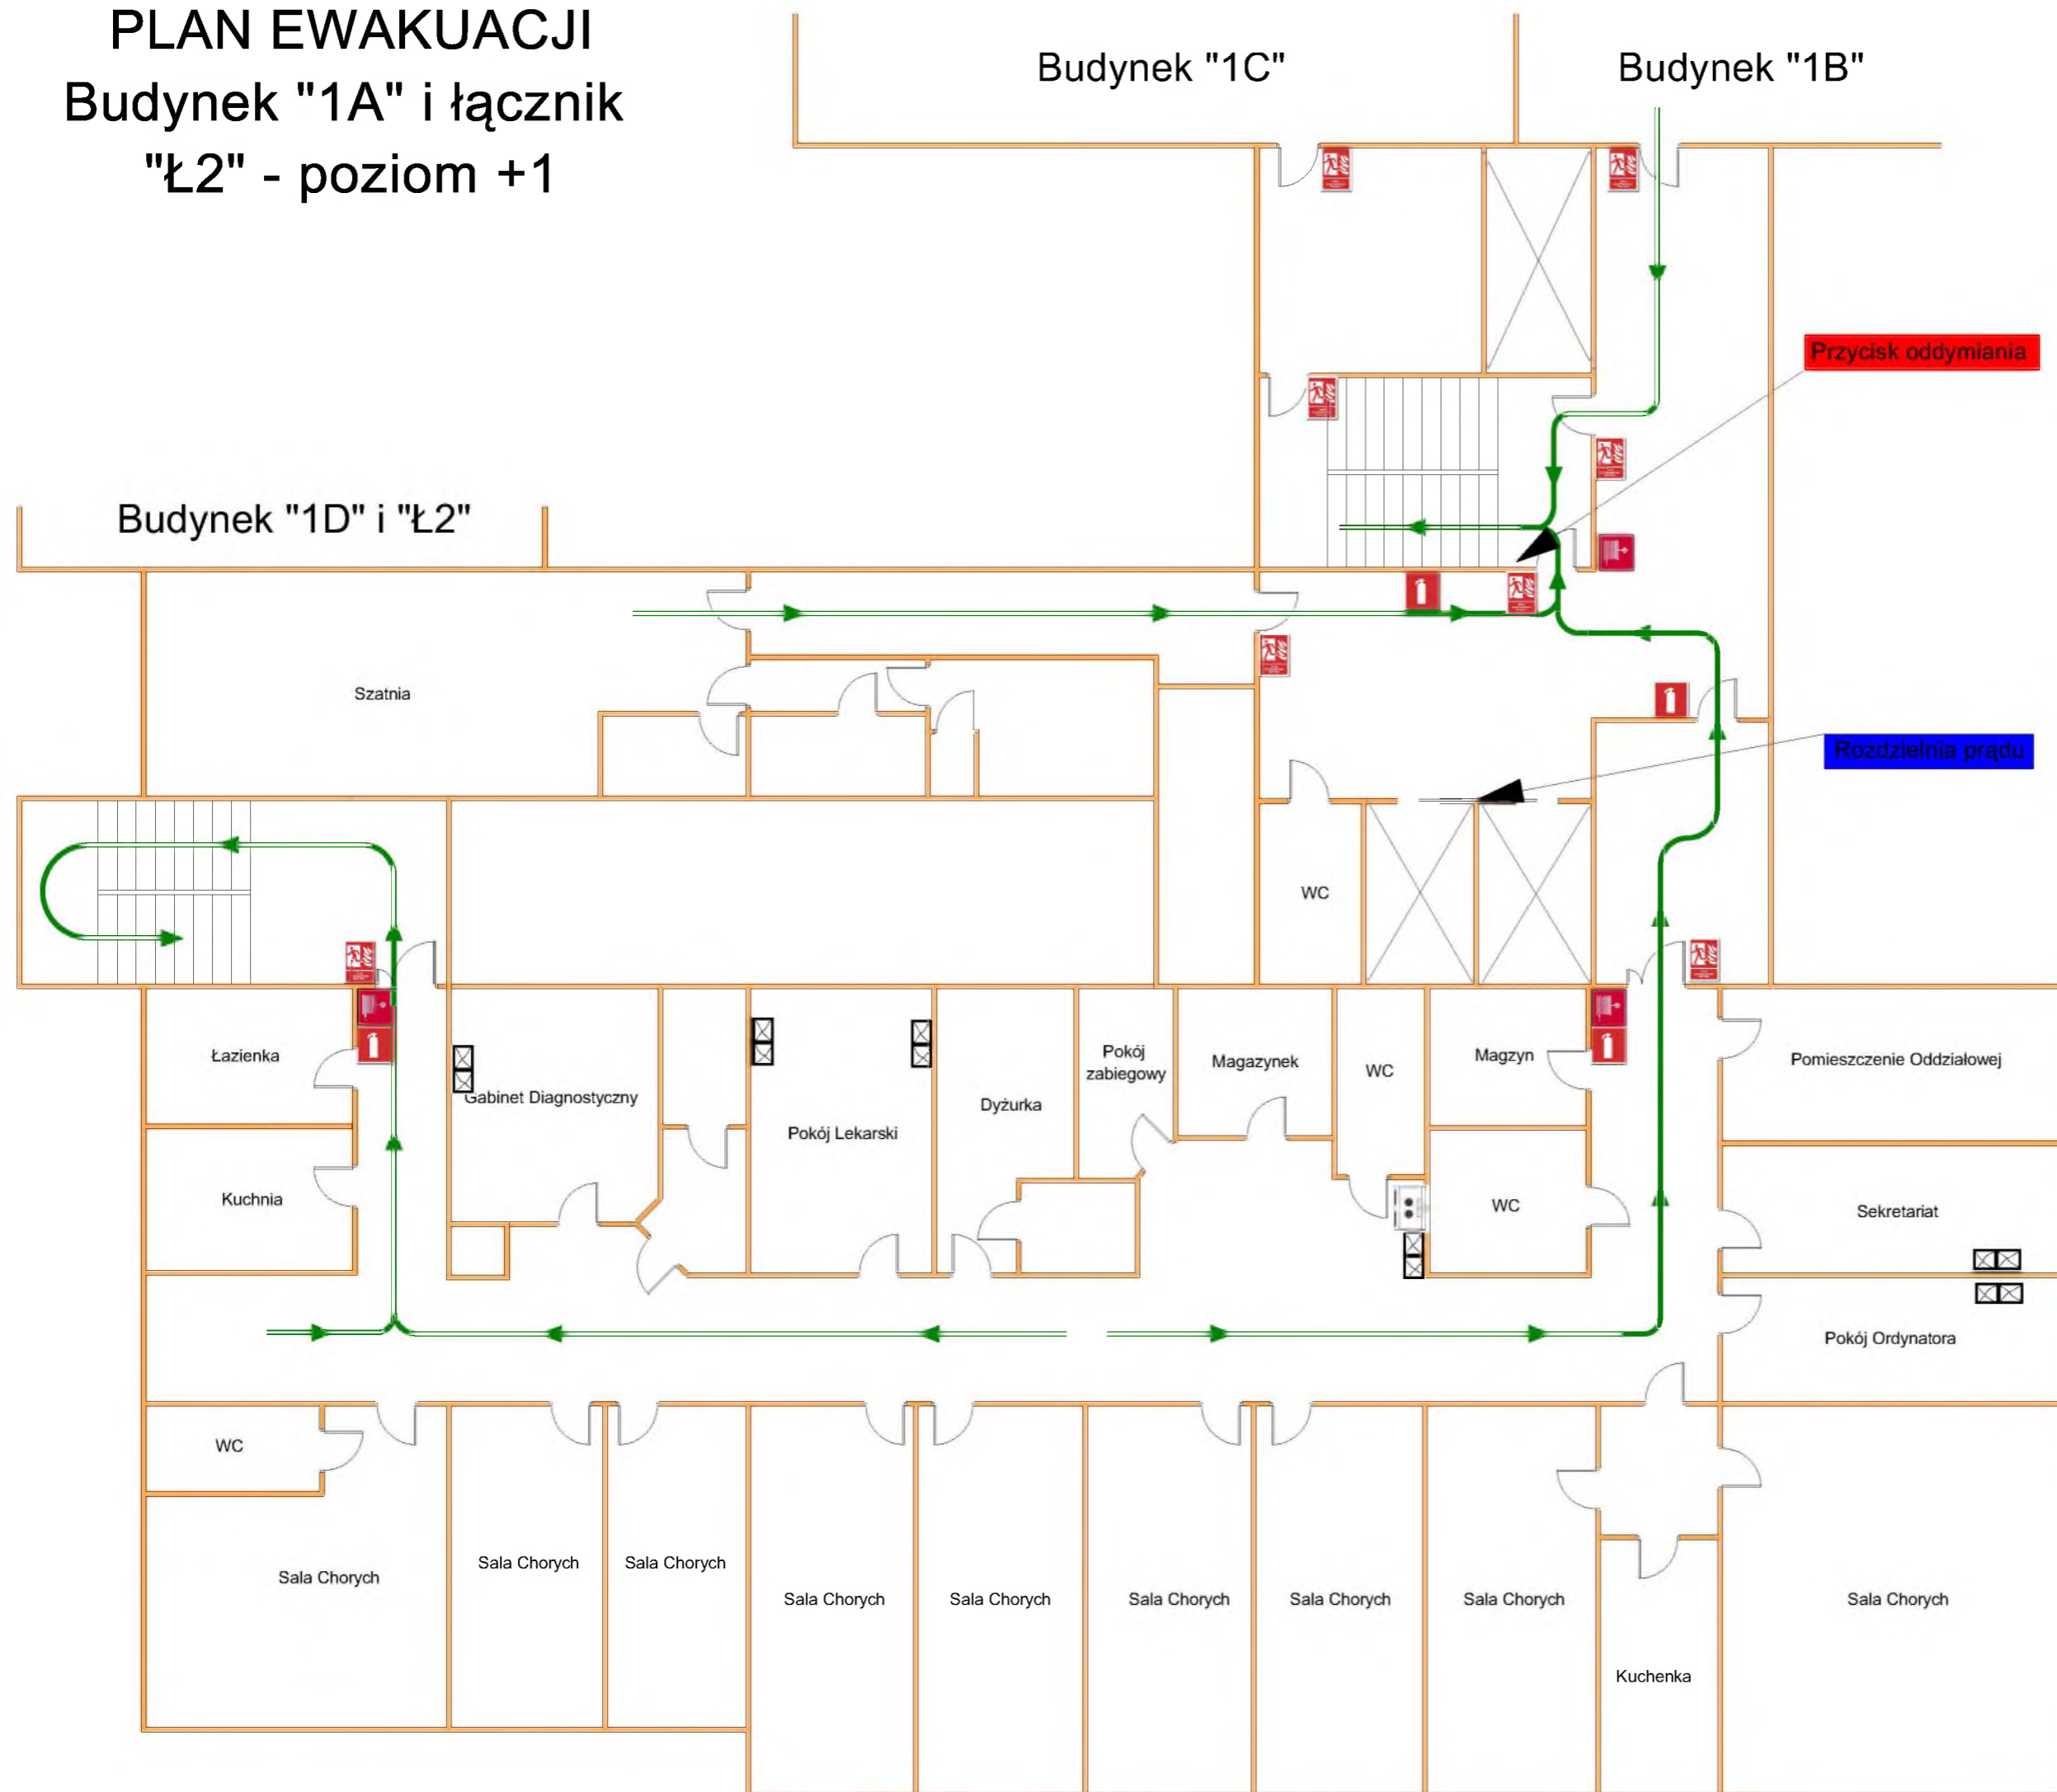 PLAN EWAKUACJI
Budynek "1A" i łącznik
"Ł2" - poziom +1
Budynek "1C"
Budynek "1B"
Przycisk oddymiania
Budynek "1D" i "Ł2"
Szatnia
Rozdzielnia prądu
WC
Łazienka
Gabinet Diagnostyczny
Pokój Lekarski
Dyżurka
Pokój
zabiegowy
Magazynek
WC
Magzyn
Pomieszczenie Oddziałowej
Kuchnia
WC
Sekretariat
Pokój Ordynatora
WC
Sala Chorych
Sala Chorych
Sala Chorych
Sala Chorych
Sala Chorych
Sala Chorych
Sala Chorych
Sala Chorych
Sala Chorych
Kuchenka